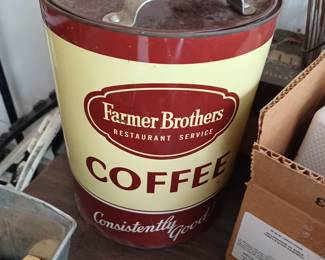 Farmer Brothers
RESTAURANT SERVICE
COFFEE
Consistently Good!